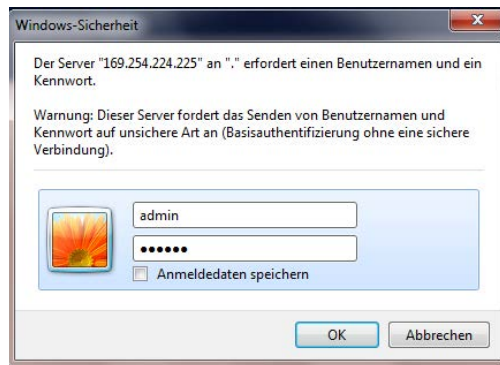 Windows-Sicherheit
Der Server "169.254.224.225" an "." erfordert einen Benutzernamen und ein
Kennwort.
Warnung: Dieser Server fordert das Senden von Benutzernamen und
Kennwort auf unsichere Art an (Basisauthentifizierung ohne eine sichere
Verbindung).
admin
••••••
Anmeldedaten speichern
OK
Abbrechen